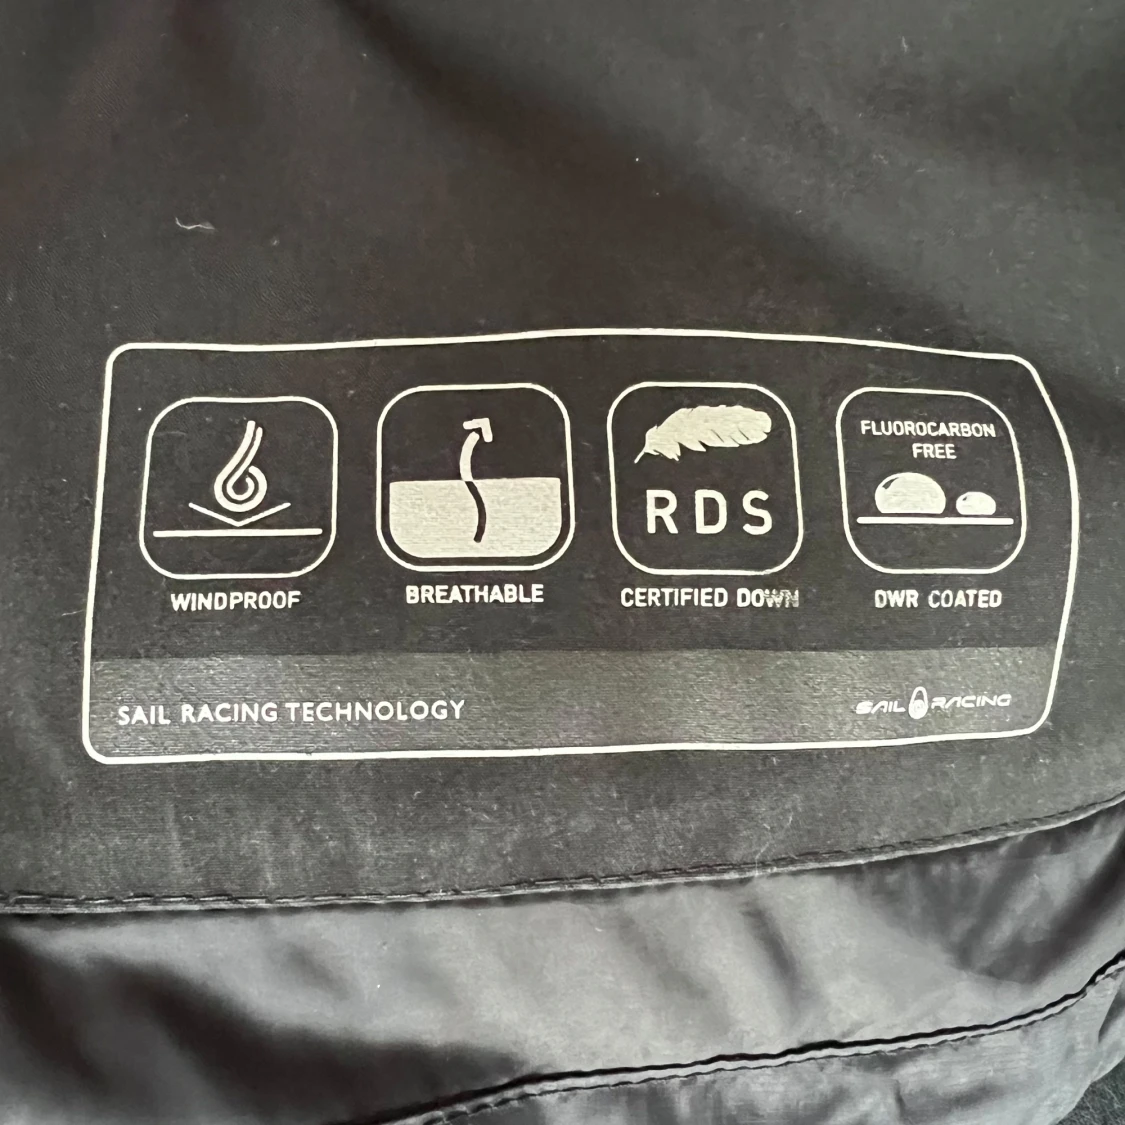 FLUOROCARBON
FREE
RDS
WINDPROOF
BREATHABLE
CERTIFIED DOWN
DWR COATED
SAIL RACING TECHNOLOGY
SAIL RACING